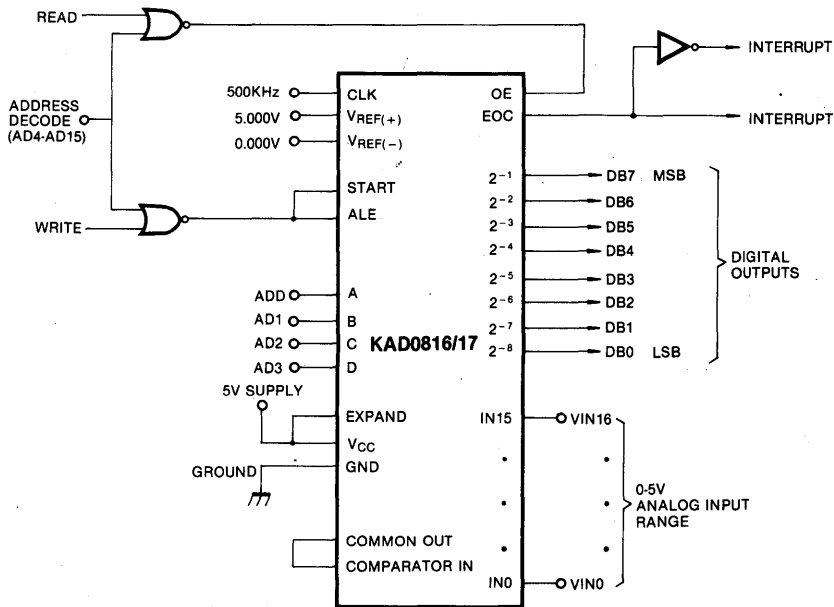 READ
ADDRESS
DECODE
(AD4-AD15)
WRITE
INTERRUPT
INTERRUPT
500KHz
5.000V
0.000V
CLK
VREF(+)
VREF(−)
START
ALE
OE
EOC
2−1 DB7 MSB
2−2 DB6
2−3 DB5
2−4 DB4
2−5 DB3
2−6 DB2
2−7 DB1
2−8 DB0 LSB
DIGITAL
OUTPUTS
ADD A
AD1 B
AD2 C
AD3 D
KAD0816/17
5V SUPPLY
EXPAND
VCC
GROUND GND
COMMON OUT
COMPARATOR IN
IN15 VIN16
0-5V
ANALOG INPUT
RANGE
IN0 VIN0